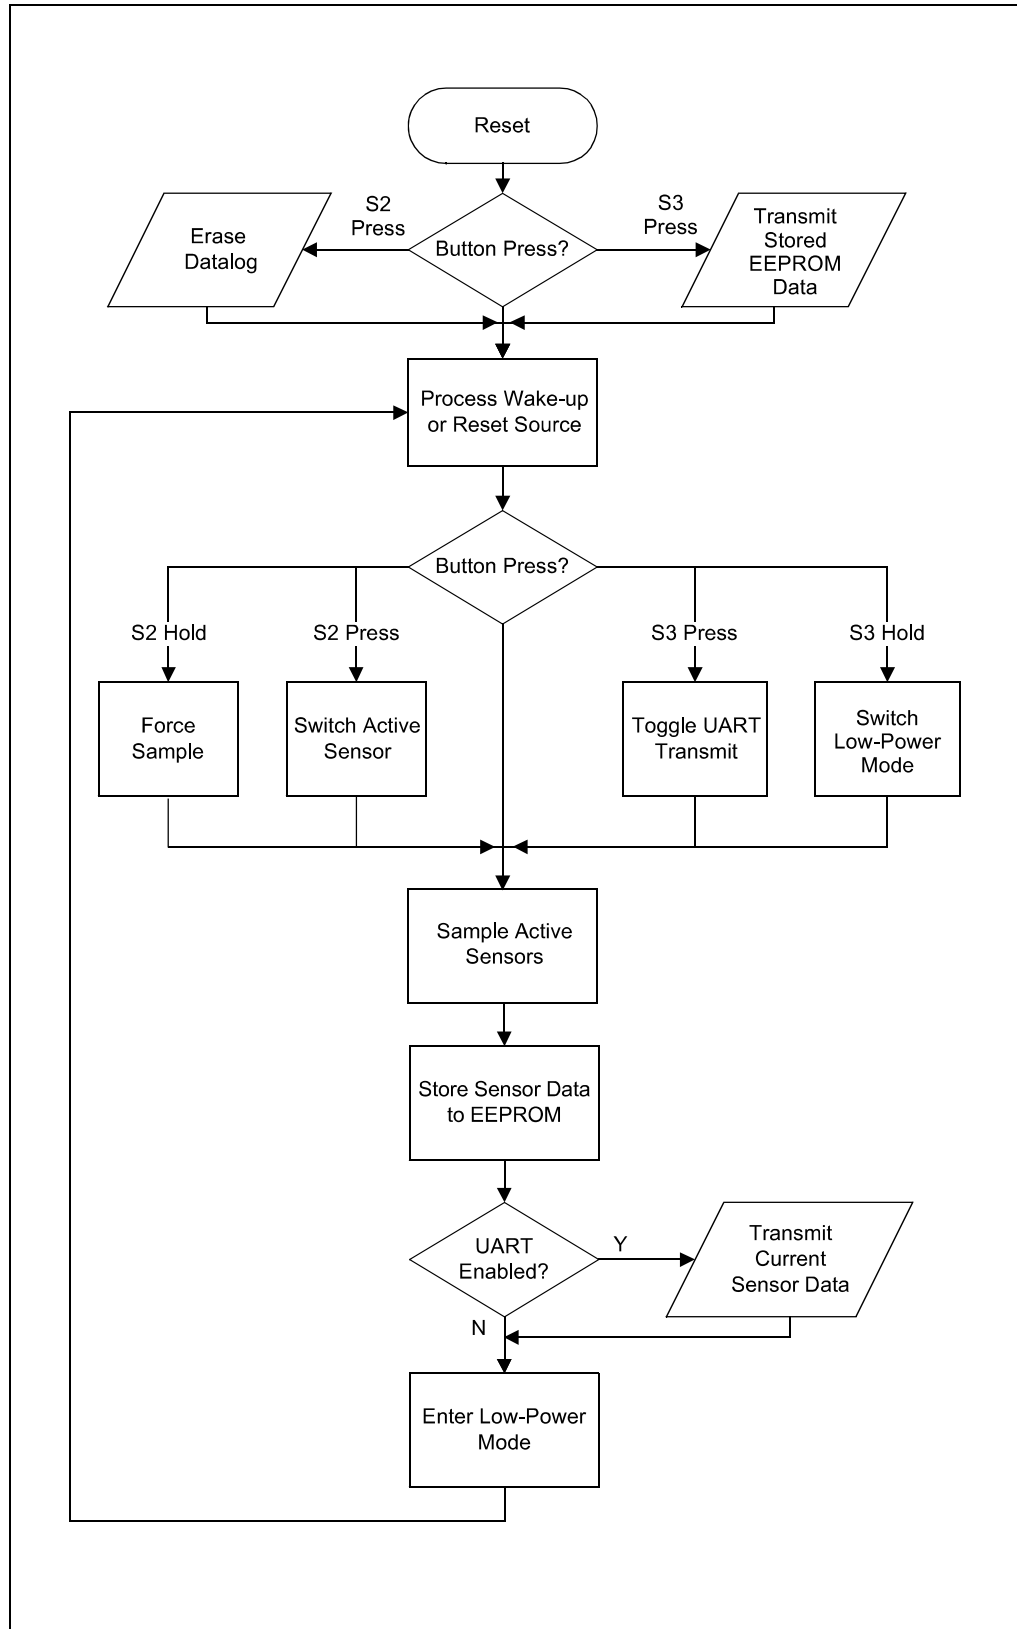 Reset
S2
Press
S3
Press
Erase
Datalog
Button Press?
Transmit
Stored
EEPROM
Data
Process Wake-up
or Reset Source
Button Press?
S2 Hold
S2 Press
S3 Press
S3 Hold
Force
Sample
Switch Active
Sensor
Toggle UART
Transmit
Switch
Low-Power
Mode
Sample Active
Sensors
Store Sensor Data
to EEPROM
UART
Enabled?
Y
Transmit
Current
Sensor Data
N
Enter Low-Power
Mode